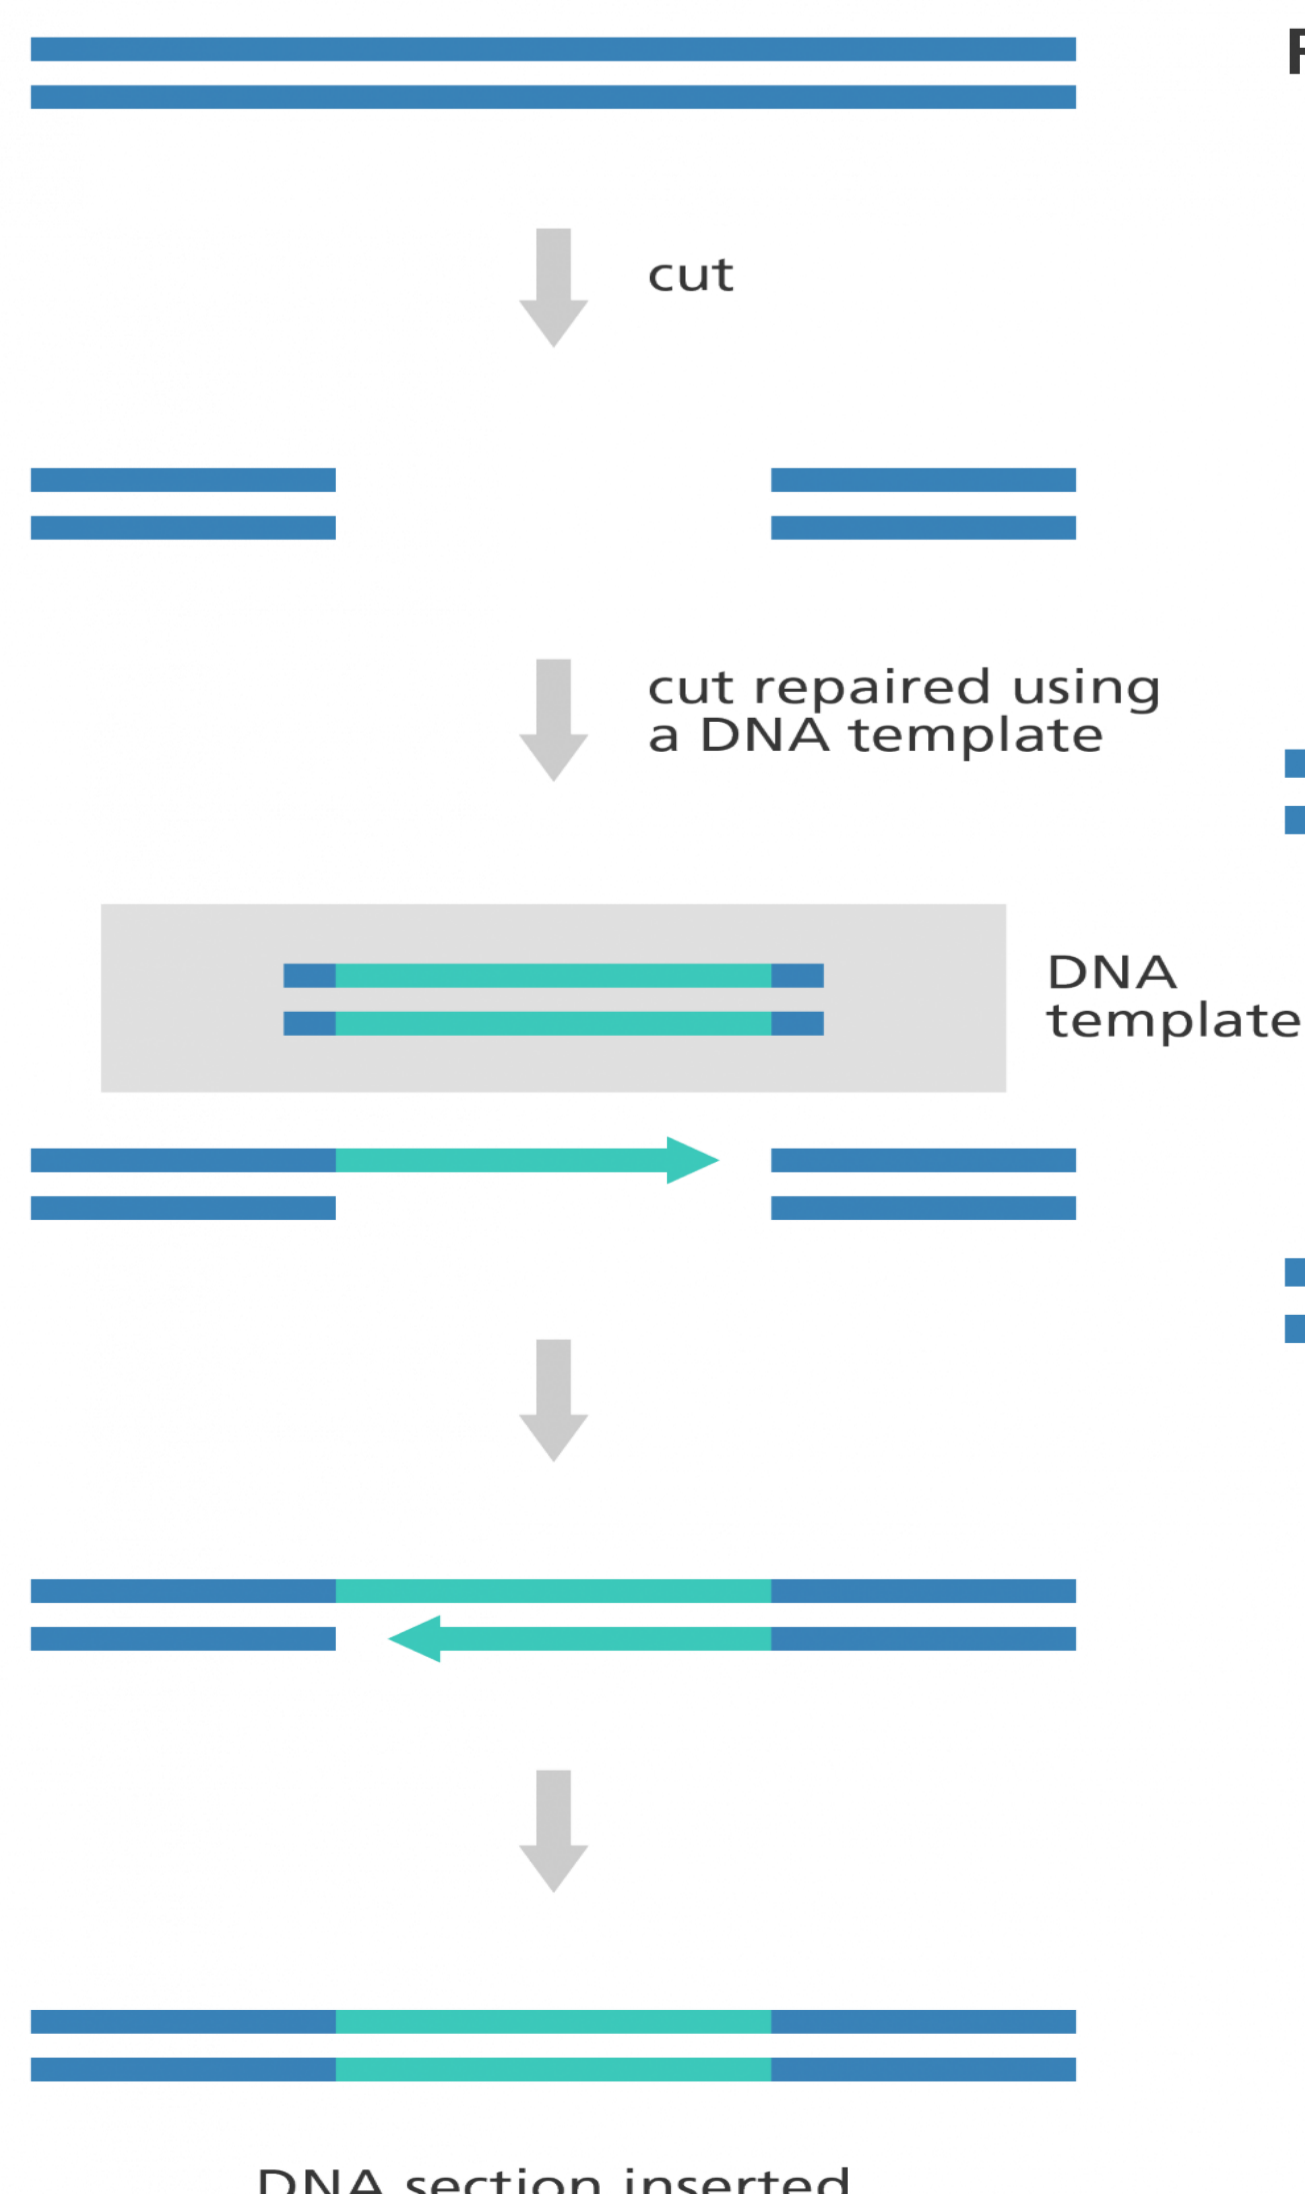 cut
cut repaired using
a DNA template
DNA
template
DNA section inserted